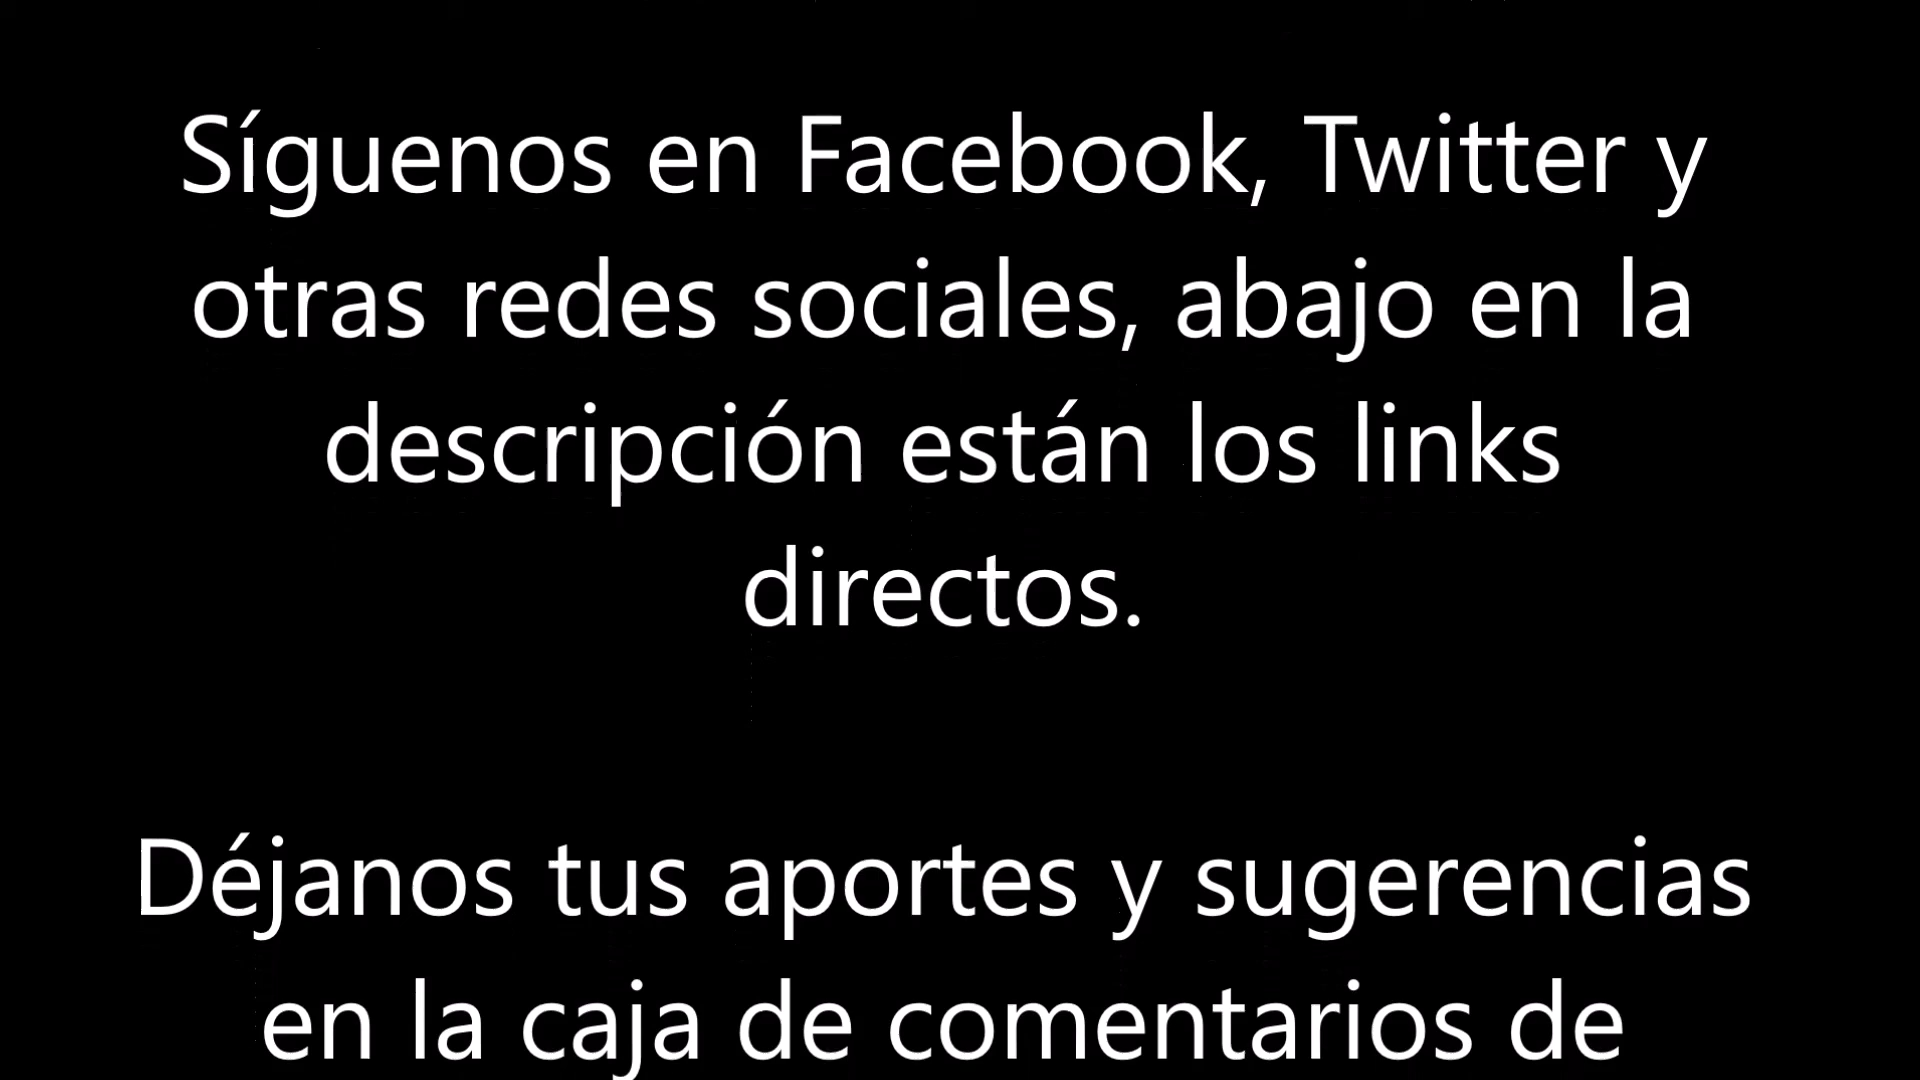 Síguenos en Facebook, Twitter y
otras redes sociales, abajo en la
descripción están los links
directos.
Déjanos tus aportes y sugerencias
en la caja de comentarios de